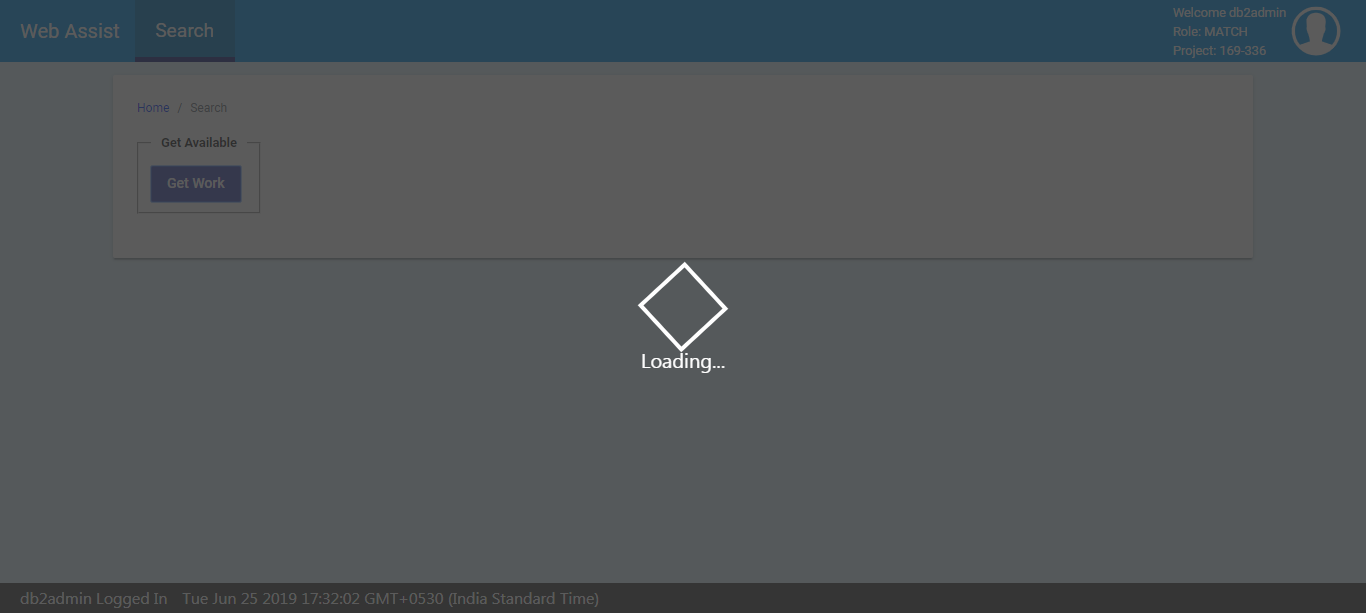 Web Assist
Search
Welcome db2admin
Role: MATCH
Project: 169-336
Home / Search
Get Available
Get Work
Loading...
db2admin Logged In Tue Jun 25 2019 17:32:02 GMT+0530 (India Standard Time)